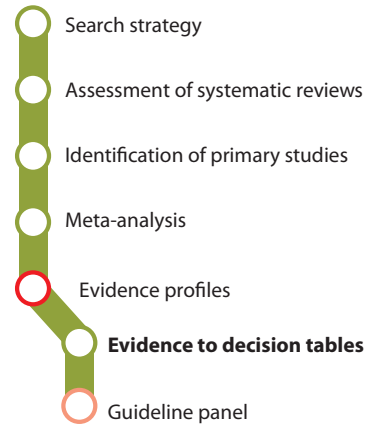 Search strategy
Assessment of systematic reviews
Identification of primary studies
Meta-analysis
Evidence profiles
Evidence to decision tables
Guideline panel